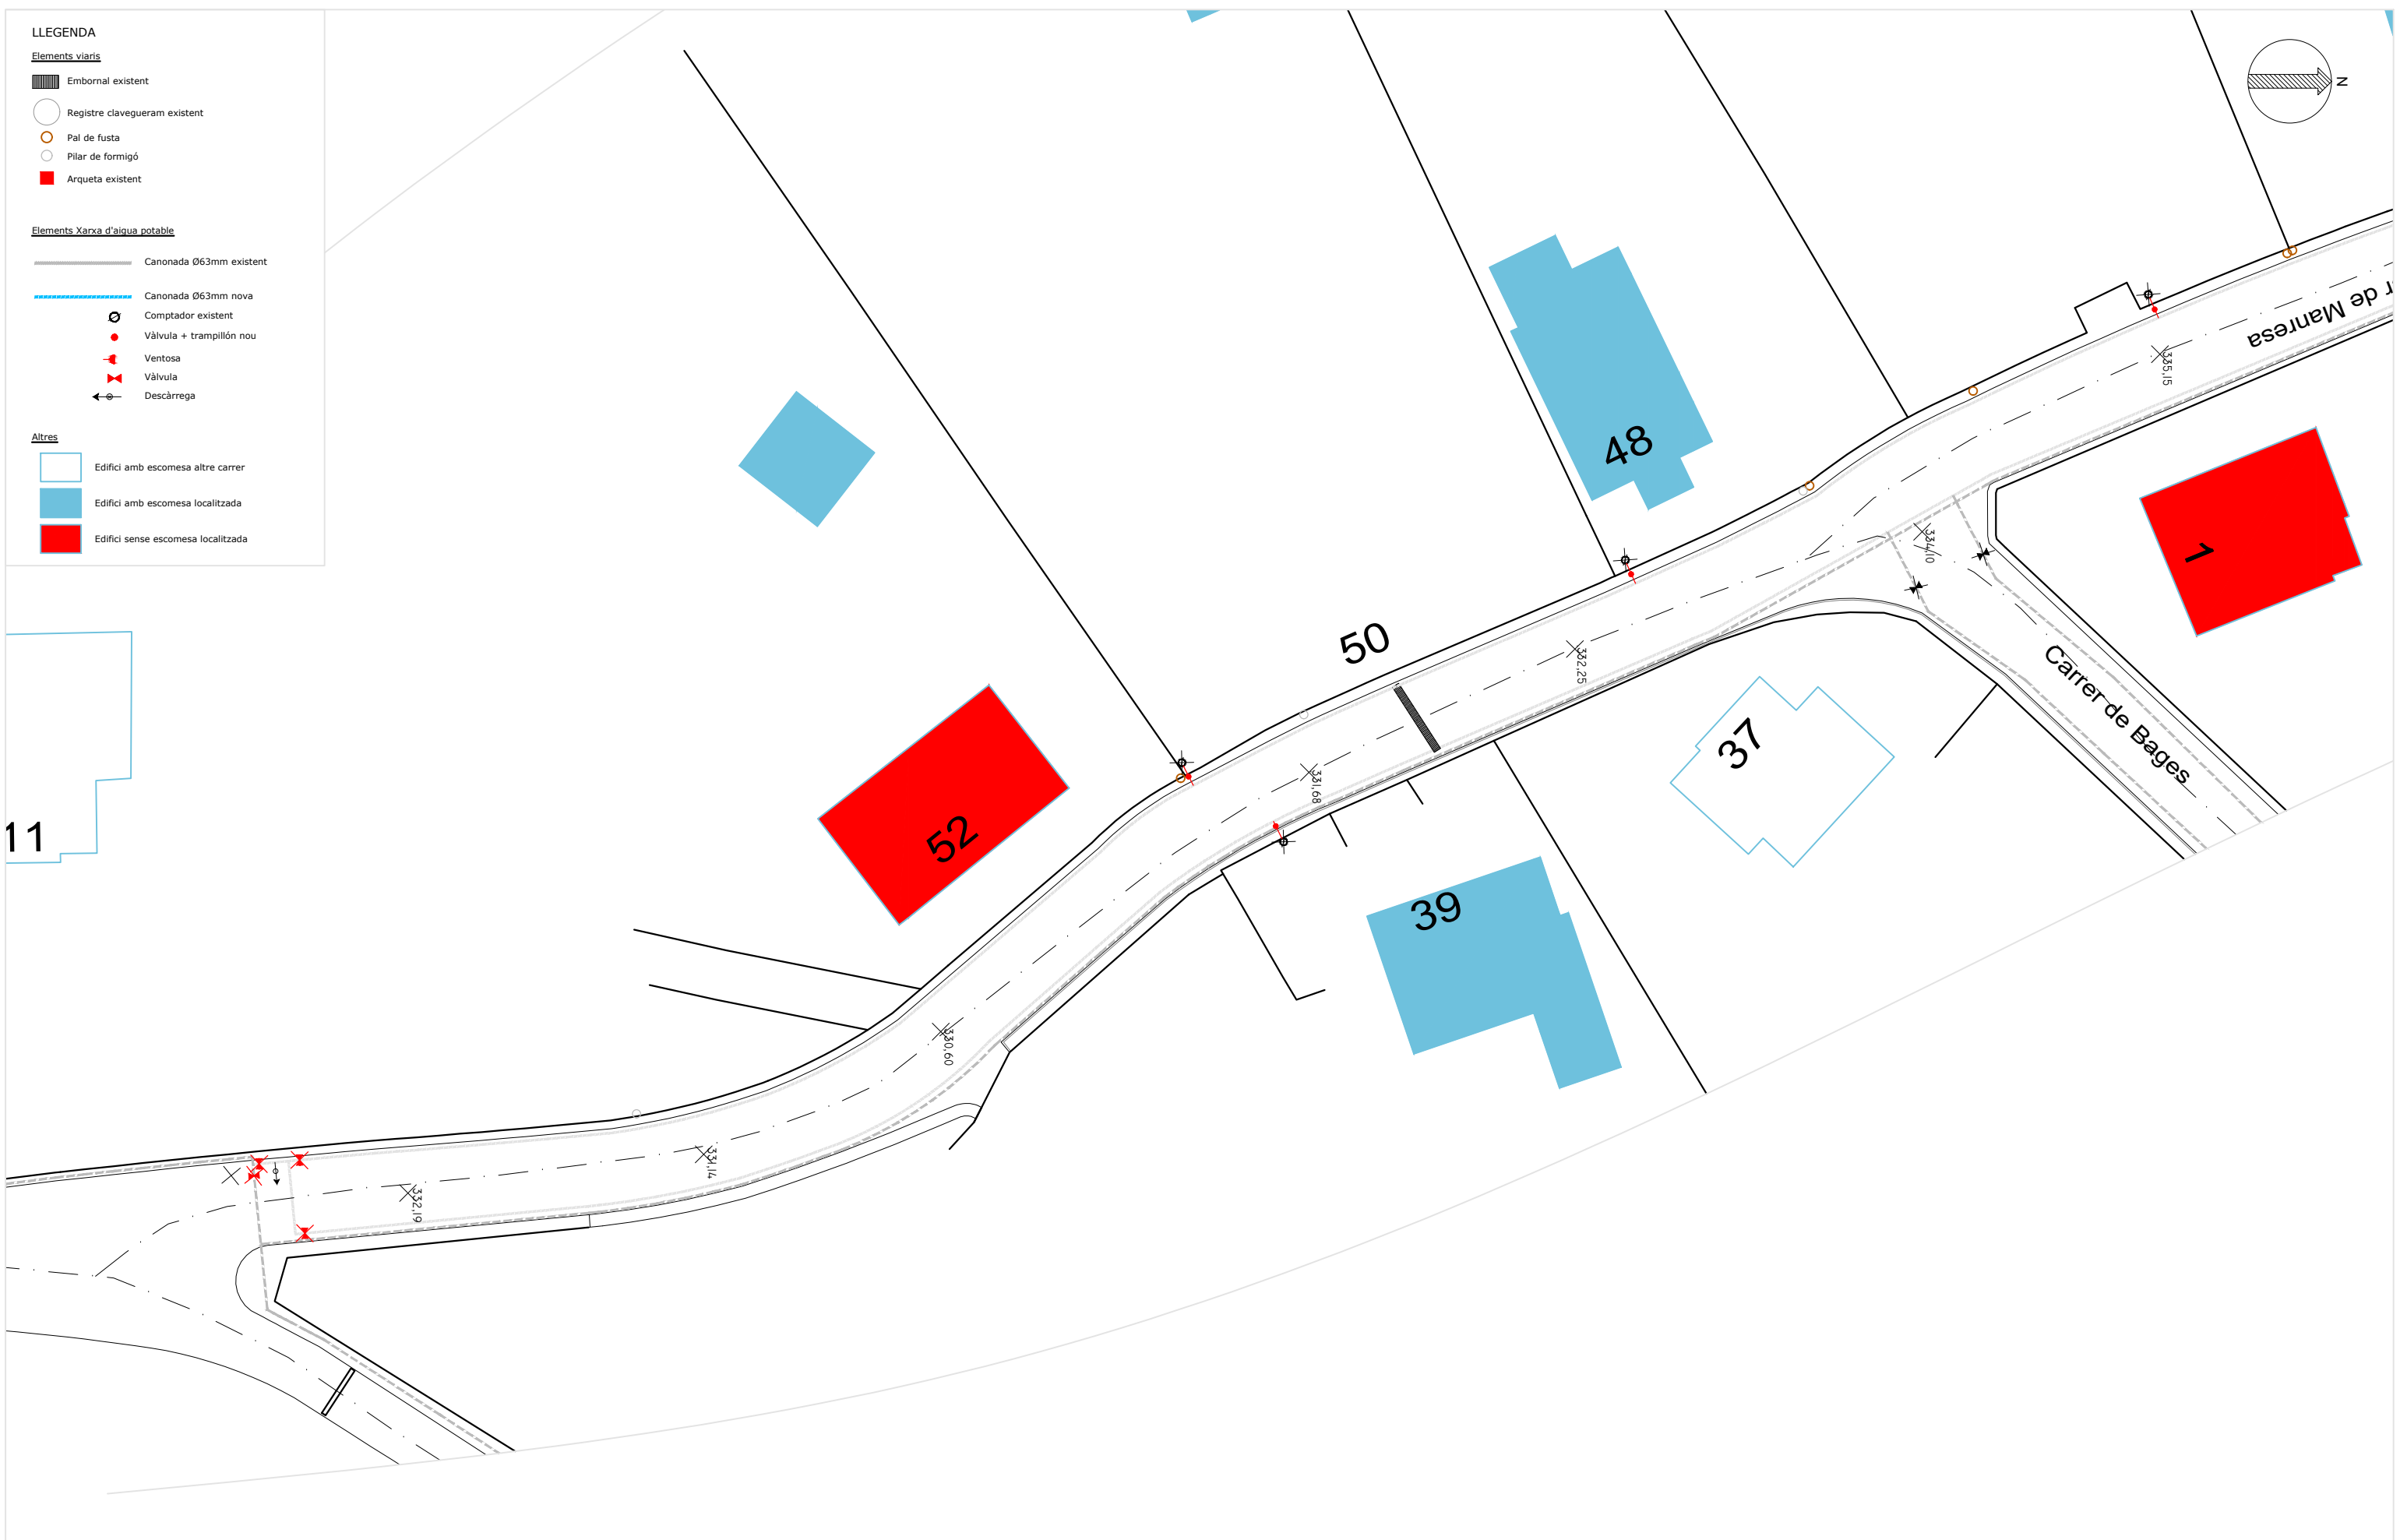 LLEGENDA
Elements viaris
Embornal existent
Registre clavegueram existent
Pal de fusta
Pilar de formigó
Arqueta existent
Elements Xarxa d'aigua potable
Canonada Ø63mm existent
Canonada Ø63mm nova
Comptador existent
Vàlvula + trampillón nou
Ventosa
Vàlvula
Descàrrega
Altres
Edifici amb escomesa altre carrer
Edifici amb escomesa localitzada
Edifici sense escomesa localitzada
N
r de Manresa
335,15
48
334,10
1
50
332,25
Carrer de Bages
37
331,68
52
11
39
330,60
331,14
332,19